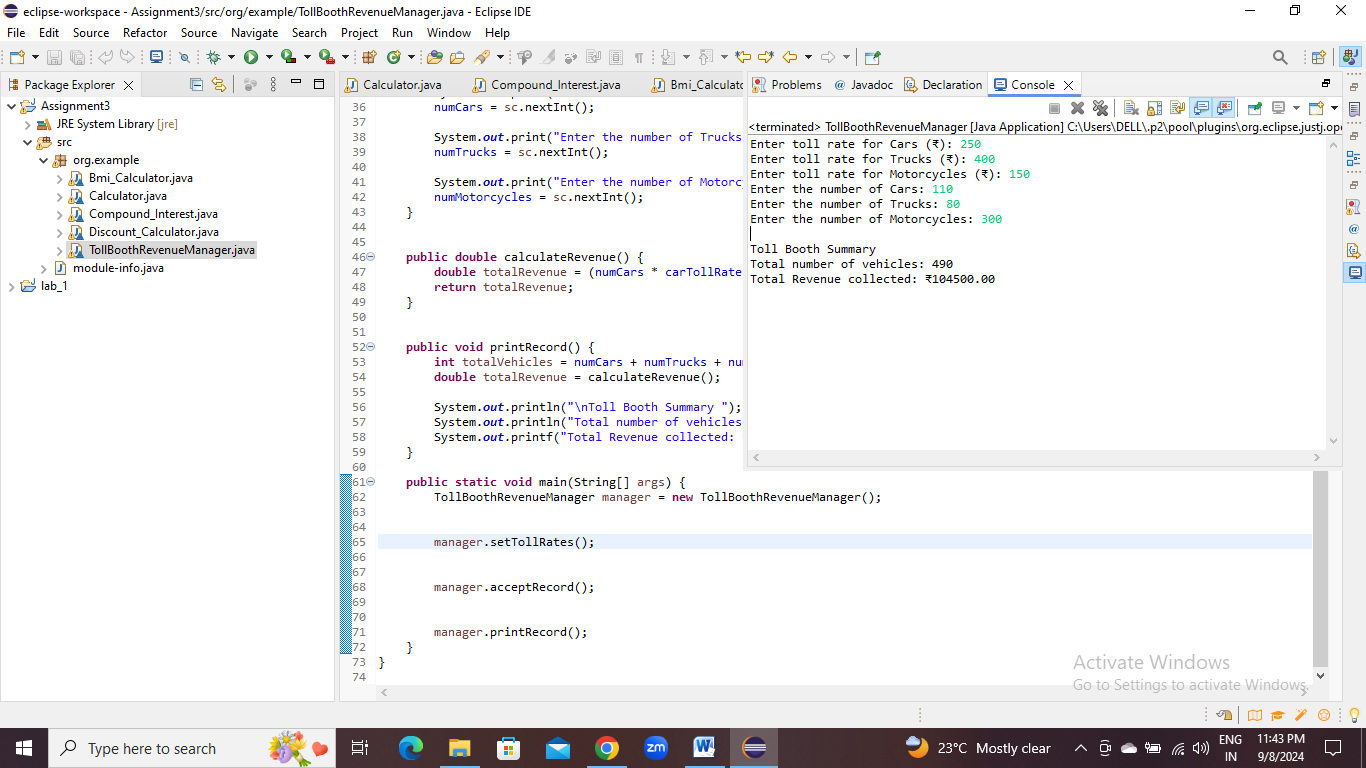 eclipse-workspace - Assignment3/src/org/example/TollBoothRevenueManager.java - Eclipse IDE
File Edit Source Refactor Source Navigate Search Project Run Window Help
Package Explorer
Assignment3
JRE System Library [jre]
src
org.example
Bmi_Calculator.java
Calculator.java
Compound_Interest.java
Discount_Calculator.java
TollBoothRevenueManager.java
module-info.java
lab_1
Calculator.java Compound_Interest.java Bmi_Calculat
36 numCars = sc.nextInt();
37
38 System.out.print("Enter the number of Trucks
39 numTrucks = sc.nextInt();
40
41 System.out.print("Enter the number of Motorc
42 numMotorcycles = sc.nextInt();
43 }
44
45
46 public double calculateRevenue() {
47 double totalRevenue = (numCars * carTollRate
48 return totalRevenue;
49 }
50
51
52 public void printRecord() {
53 int totalVehicles = numCars + numTrucks + nu
54 double totalRevenue = calculateRevenue();
55
56 System.out.println("\nToll Booth Summary ");
57 System.out.println("Total number of vehicles
58 System.out.printf("Total Revenue collected:
59 }
60
61 public static void main(String[] args) {
62 TollBoothRevenueManager manager = new TollBoothRevenueManager();
63
64
65 manager.setTollRates();
66
67
68 manager.acceptRecord();
69
70
71 manager.printRecord();
72 }
73 }
74
Problems @ Javadoc Declaration Console
<terminated> TollBoothRevenueManager [Java Application] C:\Users\DELL\.p2\pool\plugins\org.eclipse.justj.ope
Enter toll rate for Cars (₹): 250
Enter toll rate for Trucks (₹): 400
Enter toll rate for Motorcycles (₹): 150
Enter the number of Cars: 110
Enter the number of Trucks: 80
Enter the number of Motorcycles: 300
Toll Booth Summary
Total number of vehicles: 490
Total Revenue collected: ₹104500.00
Activate Windows
Go to Settings to activate Windows.
Type here to search
zm
W
23°C Mostly clear
ENG
IN
11:43 PM
9/8/2024